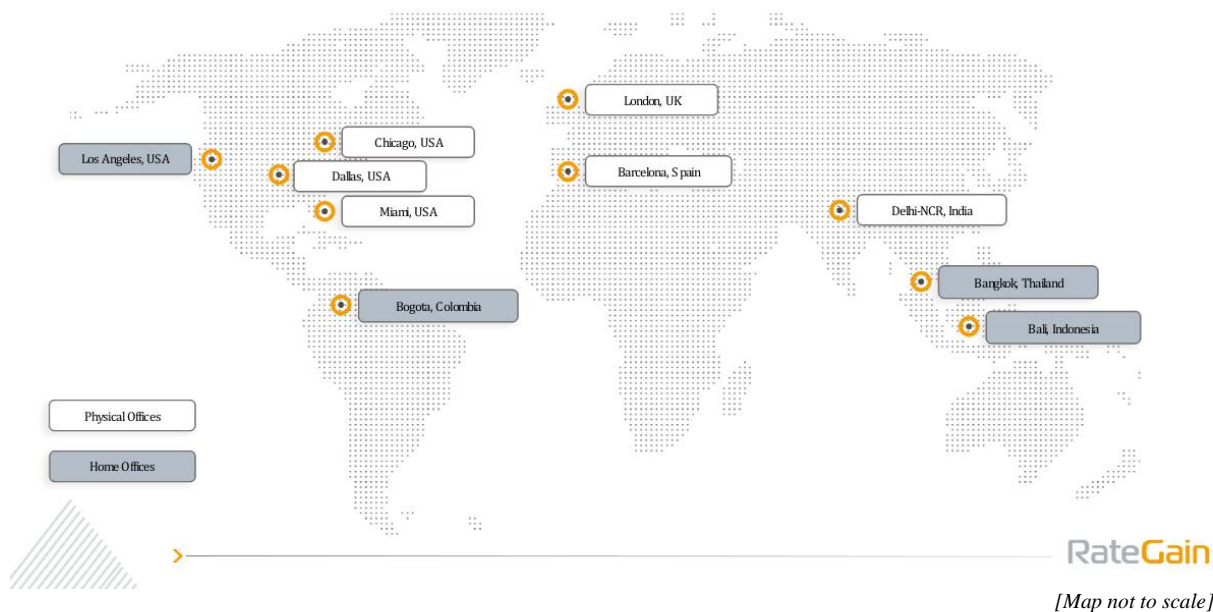 London, UK
Chicago, USA
Los Angeles, USA
Dallas, USA
Barcelona, Spain
Miami, USA
Delhi-NCR, India
Bangkok, Thailand
Bogota, Colombia
Bali, Indonesia
Physical Offices
Home Offices
RateGain
[Map not to scale]